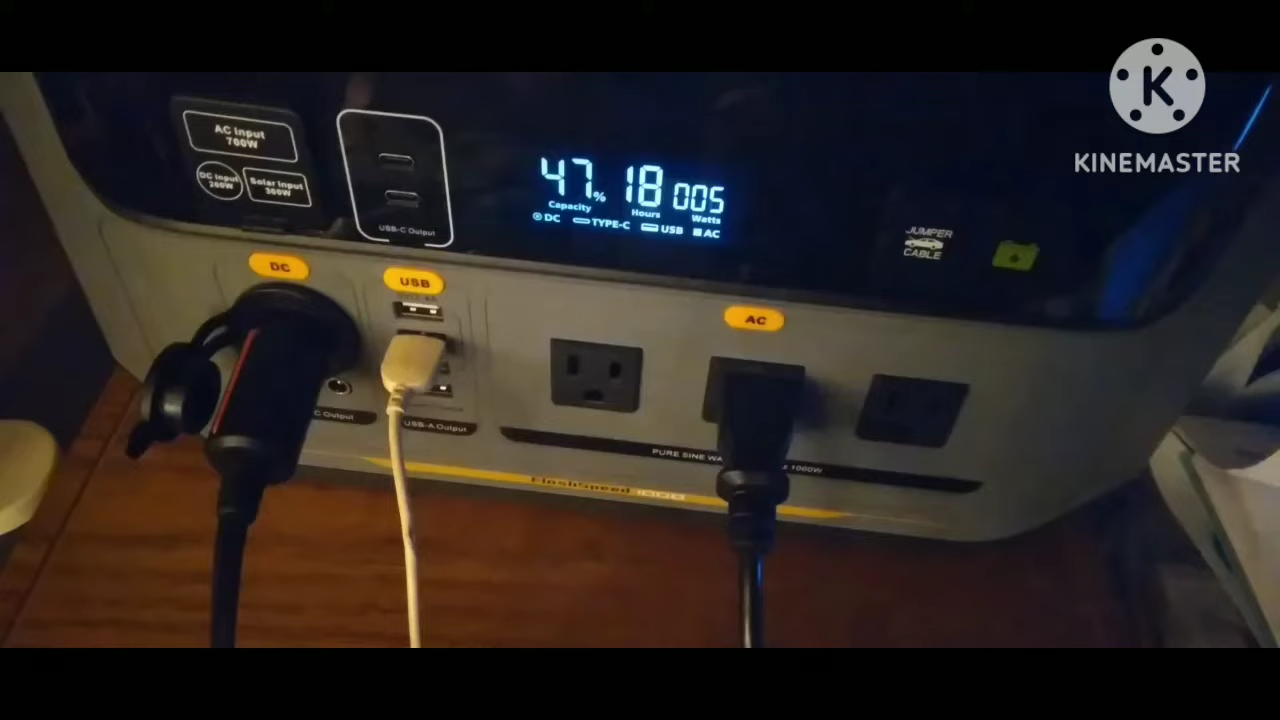 KINEMASTER
AC Input
700W
DC Input
200W
Solar Input
300W
USB-C Output
47%
Capacity
18
Hours
005
Watts
DC
TYPE-C
USB
AC
JUMPER
CABLE
DC
USB
AC
C Output
USB-A Output
PURE SINE WA
1000W
FlashSpeed 1000